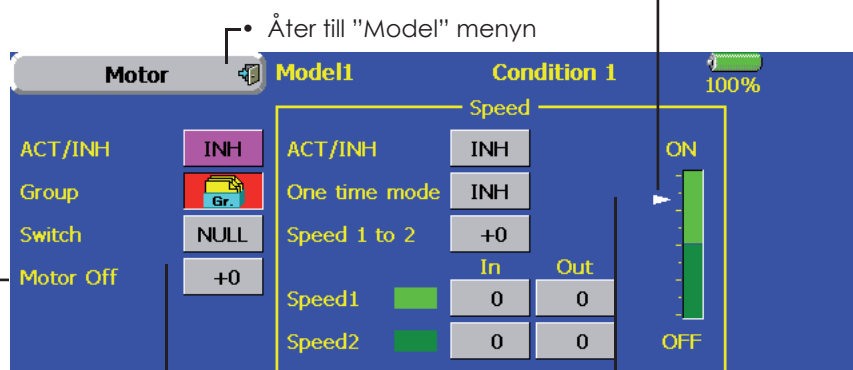 • Åter till ”Model” menyn
Motor Model1 Condition 1 100%
Speed
ACT/INH INH ACT/INH INH ON
Group Gr. One time mode INH
Switch NULL Speed 1 to 2 +0
Motor Off +0 In Out
Speed1 0 0
Speed2 0 0 OFF